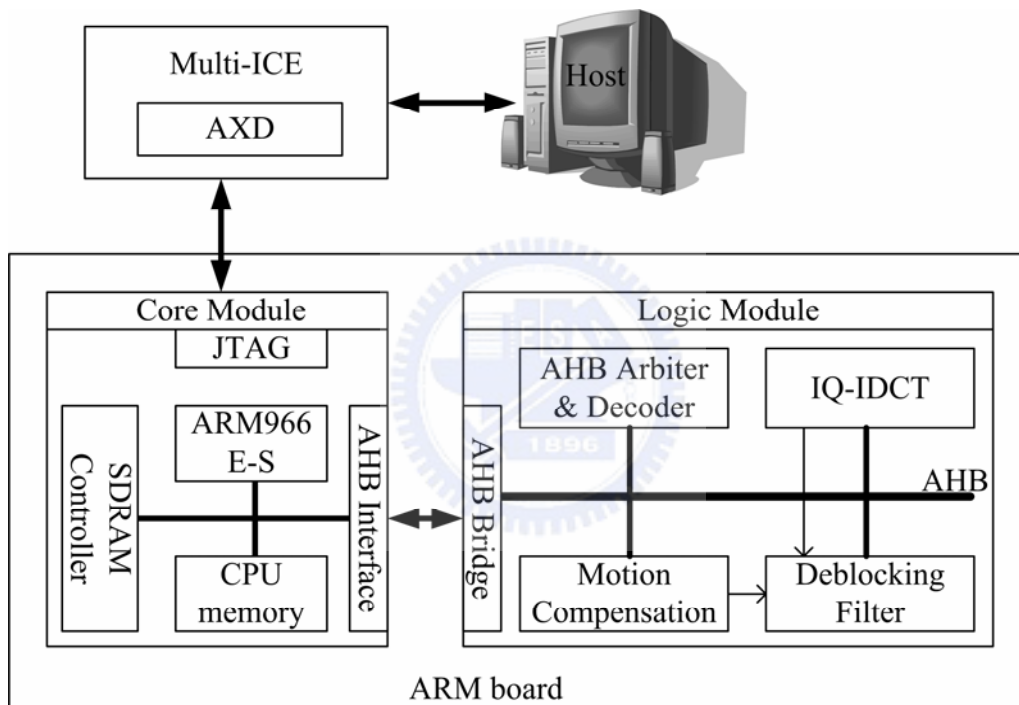 Multi-ICE
AXD
Host
Core Module
JTAG
ARM966
E-S
SDRAM
Controller
CPU
memory
AHB Interface
Logic Module
AHB Arbiter
& Decoder
IQ-IDCT
AHB Bridge
AHB
Motion
Compensation
Deblocking
Filter
ARM board
E S
1896